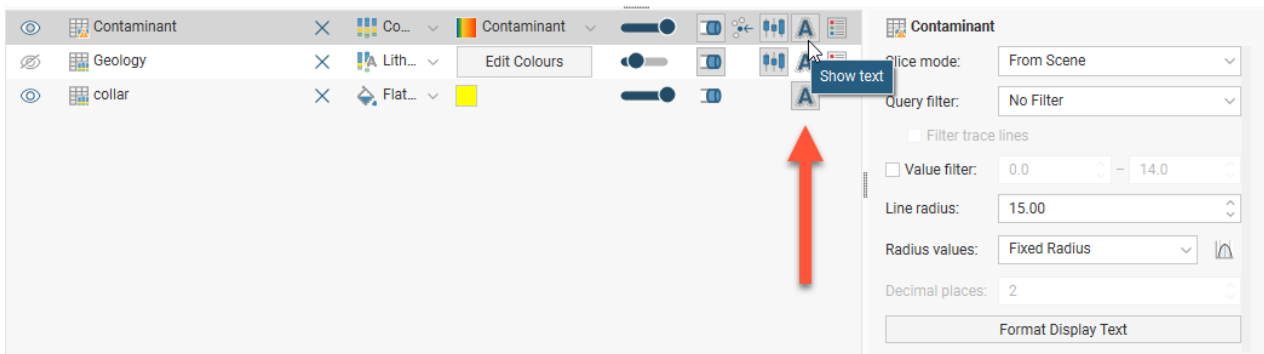 Contaminant Co... Contaminant A
Geology Lith... Edit Colours
collar Flat... A
Show text
Contaminant
Slice mode: From Scene
Query filter: No Filter
Filter trace lines
Value filter: 0.0 – 14.0
Line radius: 15.00
Radius values: Fixed Radius
Decimal places: 2
Format Display Text